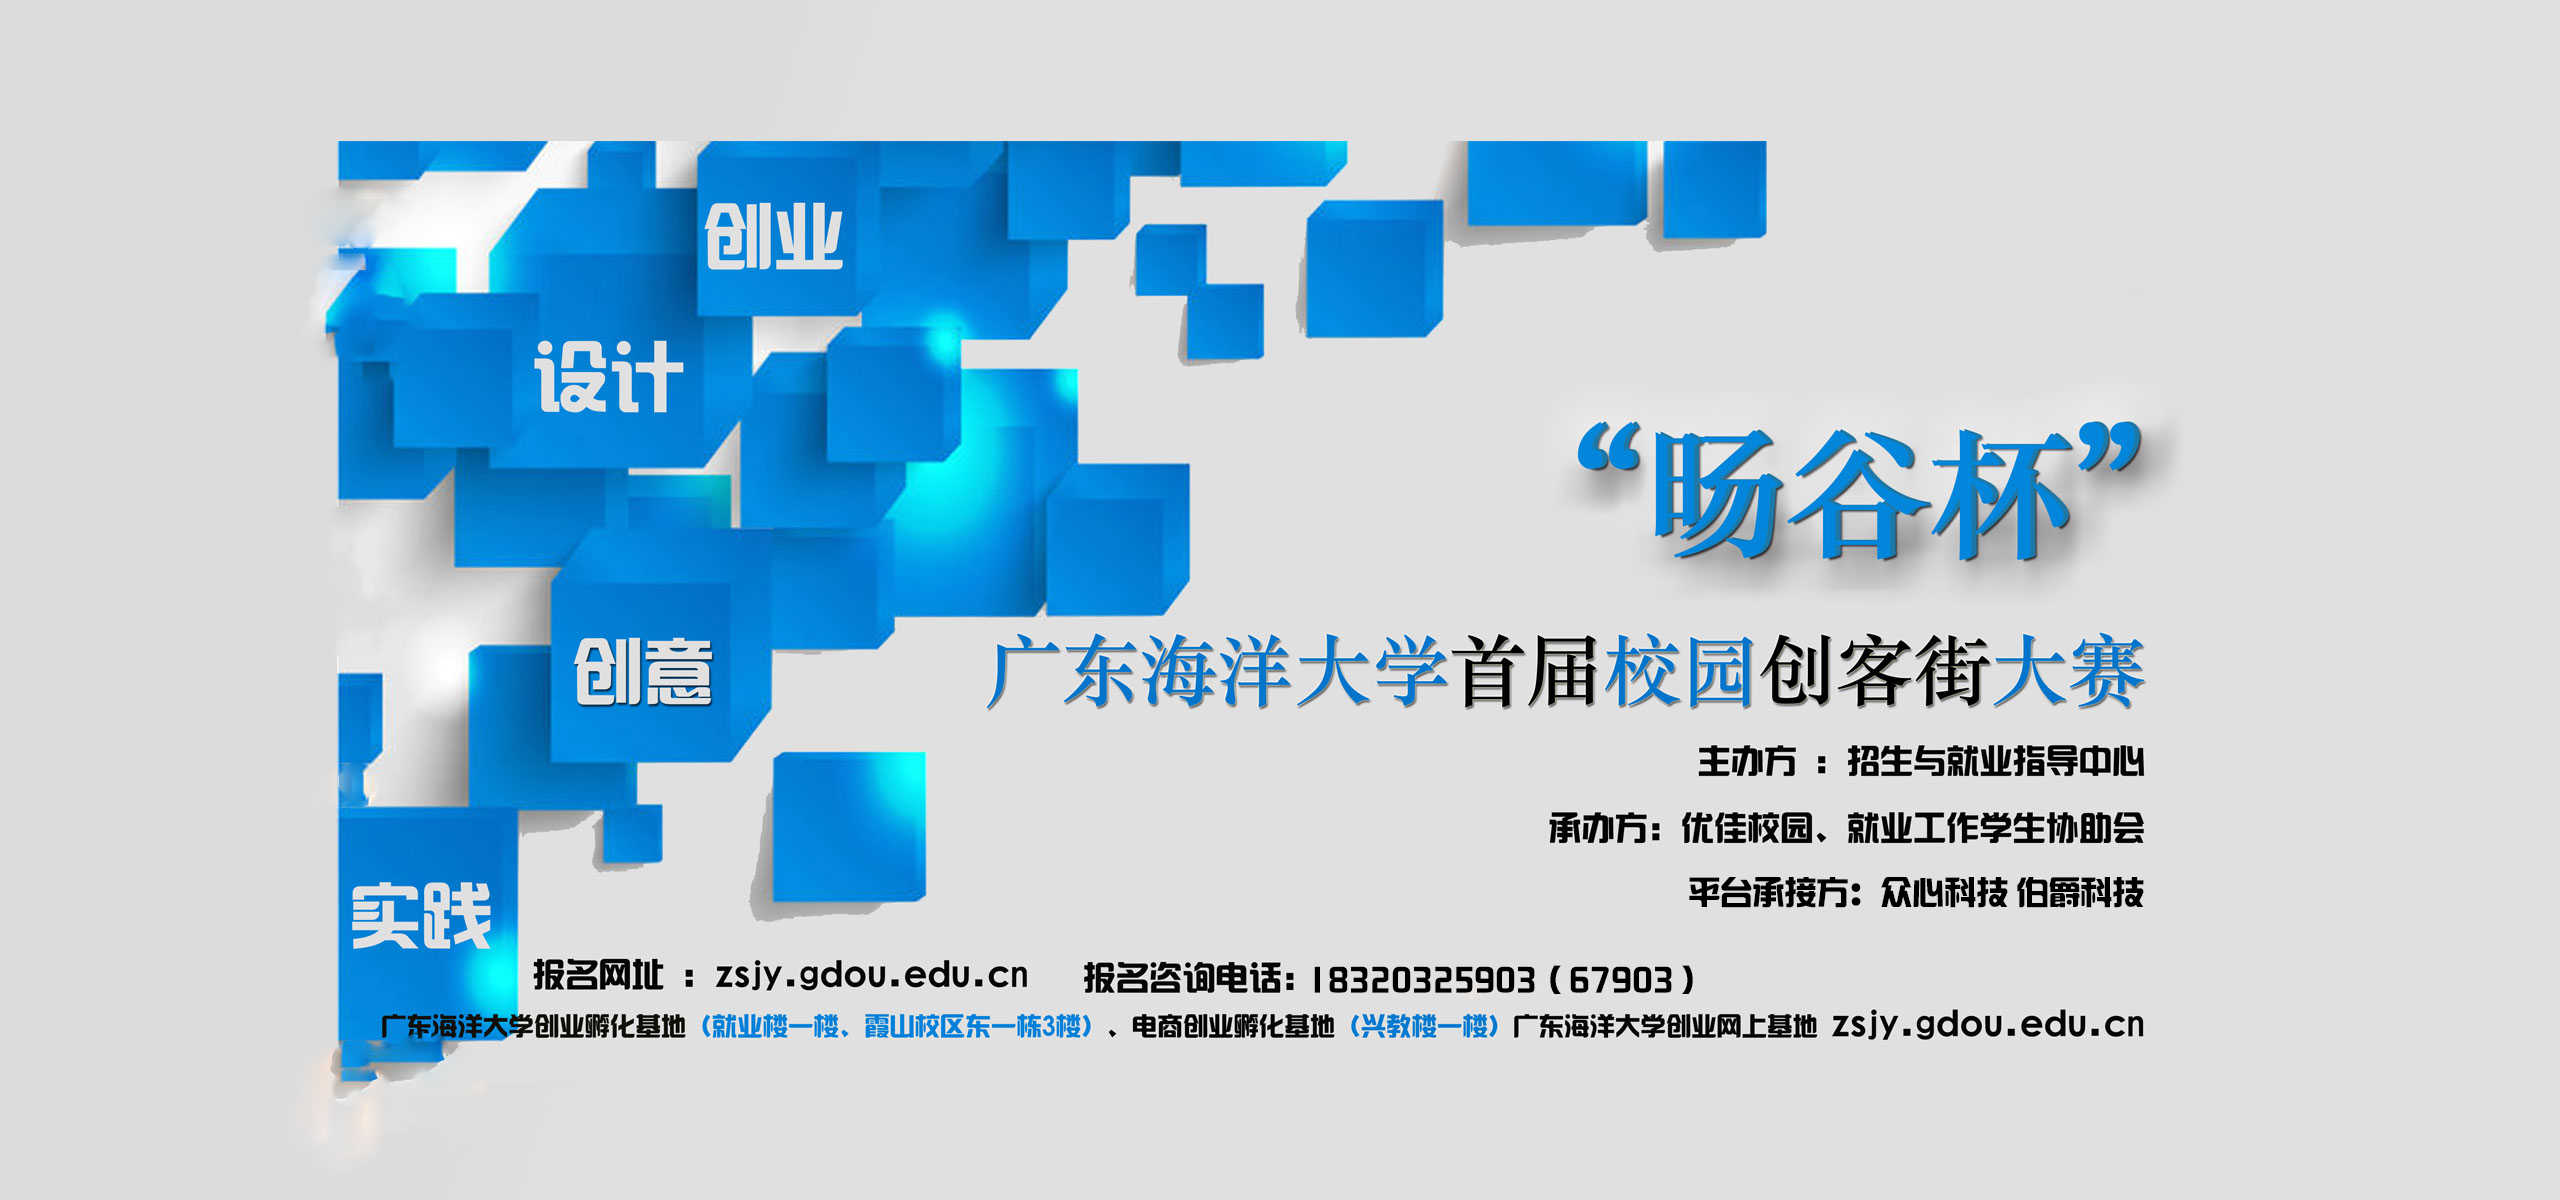 创业
设计
“旸谷杯”
创意
广东海洋大学首届校园创客街大赛
主办方 ：招生与就业指导中心
承办方：优佳校园、就业工作学生协助会
平台承接方：众心科技 伯爵科技
实践
报名网址 ：zsjy.gdou.edu.cn 报名咨询电话：18320325903（67903）
广东海洋大学创业孵化基地（就业楼一楼、霞山校区东一栋3楼）、电商创业孵化基地（兴教楼一楼）广东海洋大学创业网上基地 zsjy.gdou.edu.cn